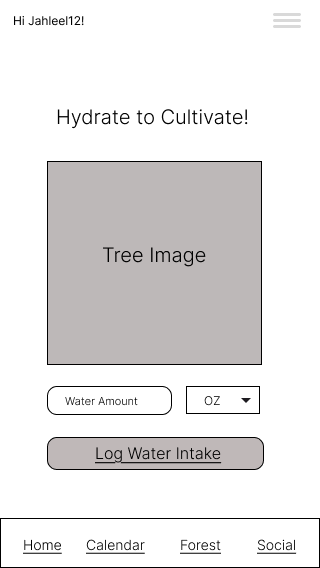 Hi Jahleel12!
Hydrate to Cultivate!
Tree Image
Water Amount
OZ
Log Water Intake
Home Calendar Forest Social